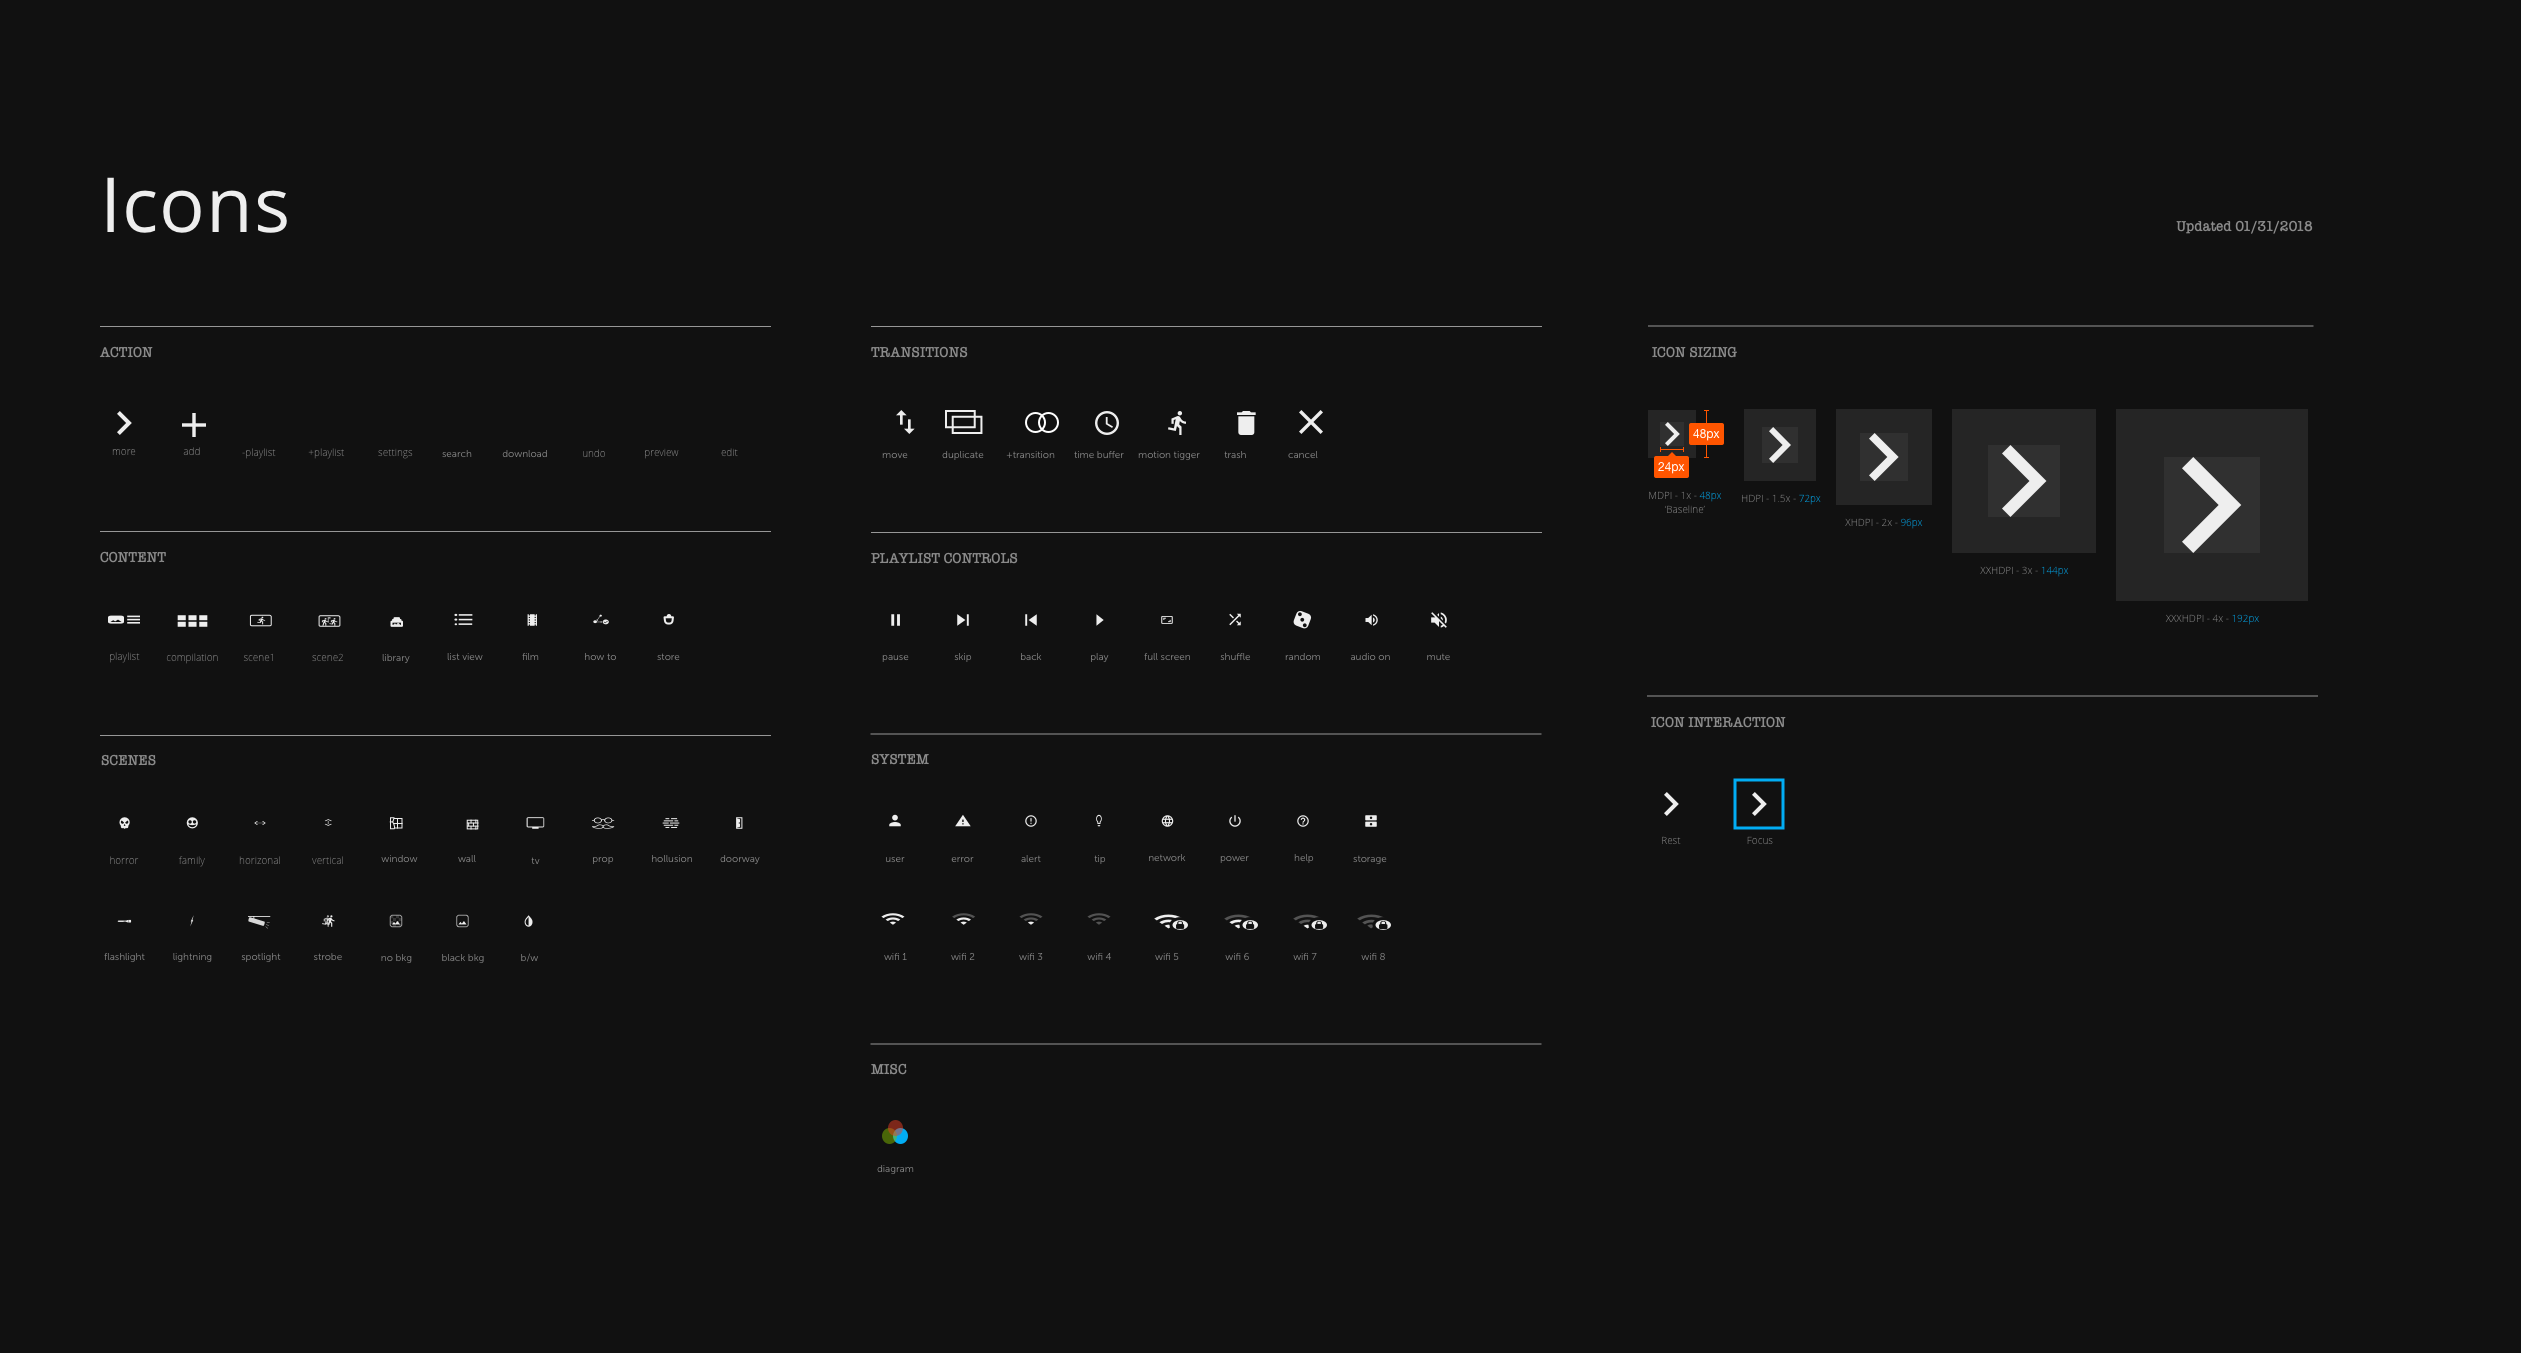 Icons
Updated 01/31/2018
ACTION
more add -playlist +playlist settings search download undo preview edit
CONTENT
playlist compilation scene1 scene2 library list view film how to store
SCENES
horror family horizonal vertical window wall tv prop hollusion doorway
flashlight lightning spotlight strobe no bkg black bkg b/w
TRANSITIONS
move duplicate +transition time buffer motion tigger trash cancel
PLAYLIST CONTROLS
pause skip back play full screen shuffle random audio on mute
SYSTEM
user error alert tip network power help storage
wifi 1 wifi 2 wifi 3 wifi 4 wifi 5 wifi 6 wifi 7 wifi 8
MISC
diagram
ICON SIZING
48px
24px
MDPI - 1x - 48px
'Baseline'
HDPI - 1.5x - 72px
XHDPI - 2x - 96px
XXHDPI - 3x - 144px
XXXHDPI - 4x - 192px
ICON INTERACTION
Rest Focus